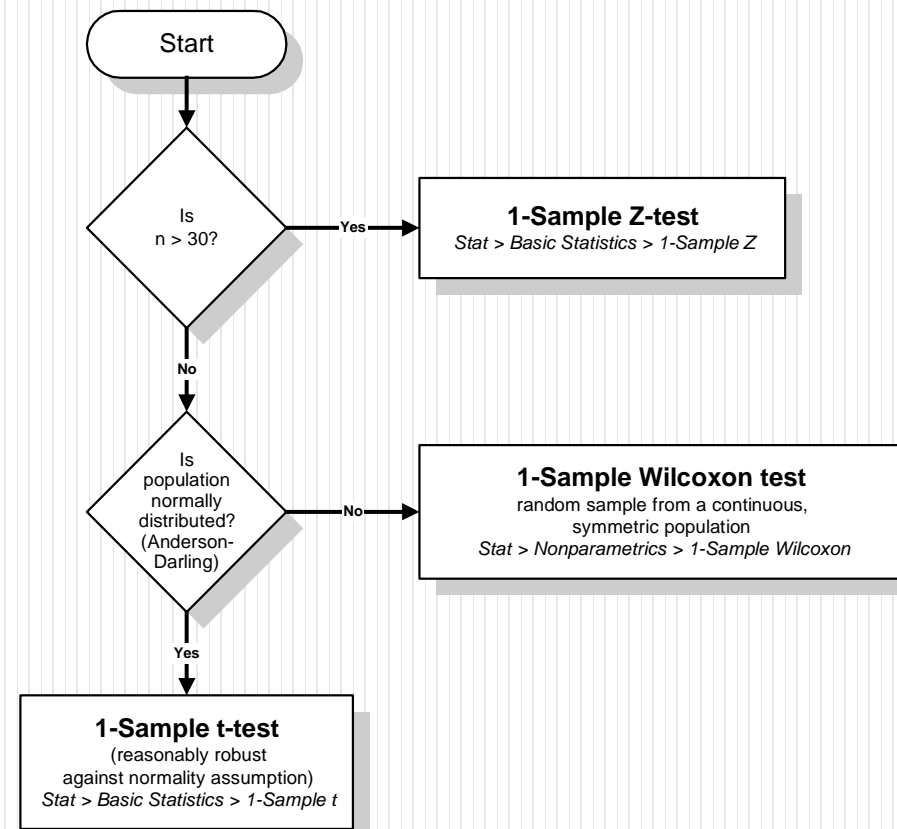 Start
Is
n > 30?
Yes
1-Sample Z-test
Stat > Basic Statistics > 1-Sample Z
No
Is
population
normally
distributed?
(Anderson-
Darling)
No
1-Sample Wilcoxon test
random sample from a continuous,
symmetric population
Stat > Nonparametrics > 1-Sample Wilcoxon
Yes
1-Sample t-test
(reasonably robust
against normality assumption)
Stat > Basic Statistics > 1-Sample t